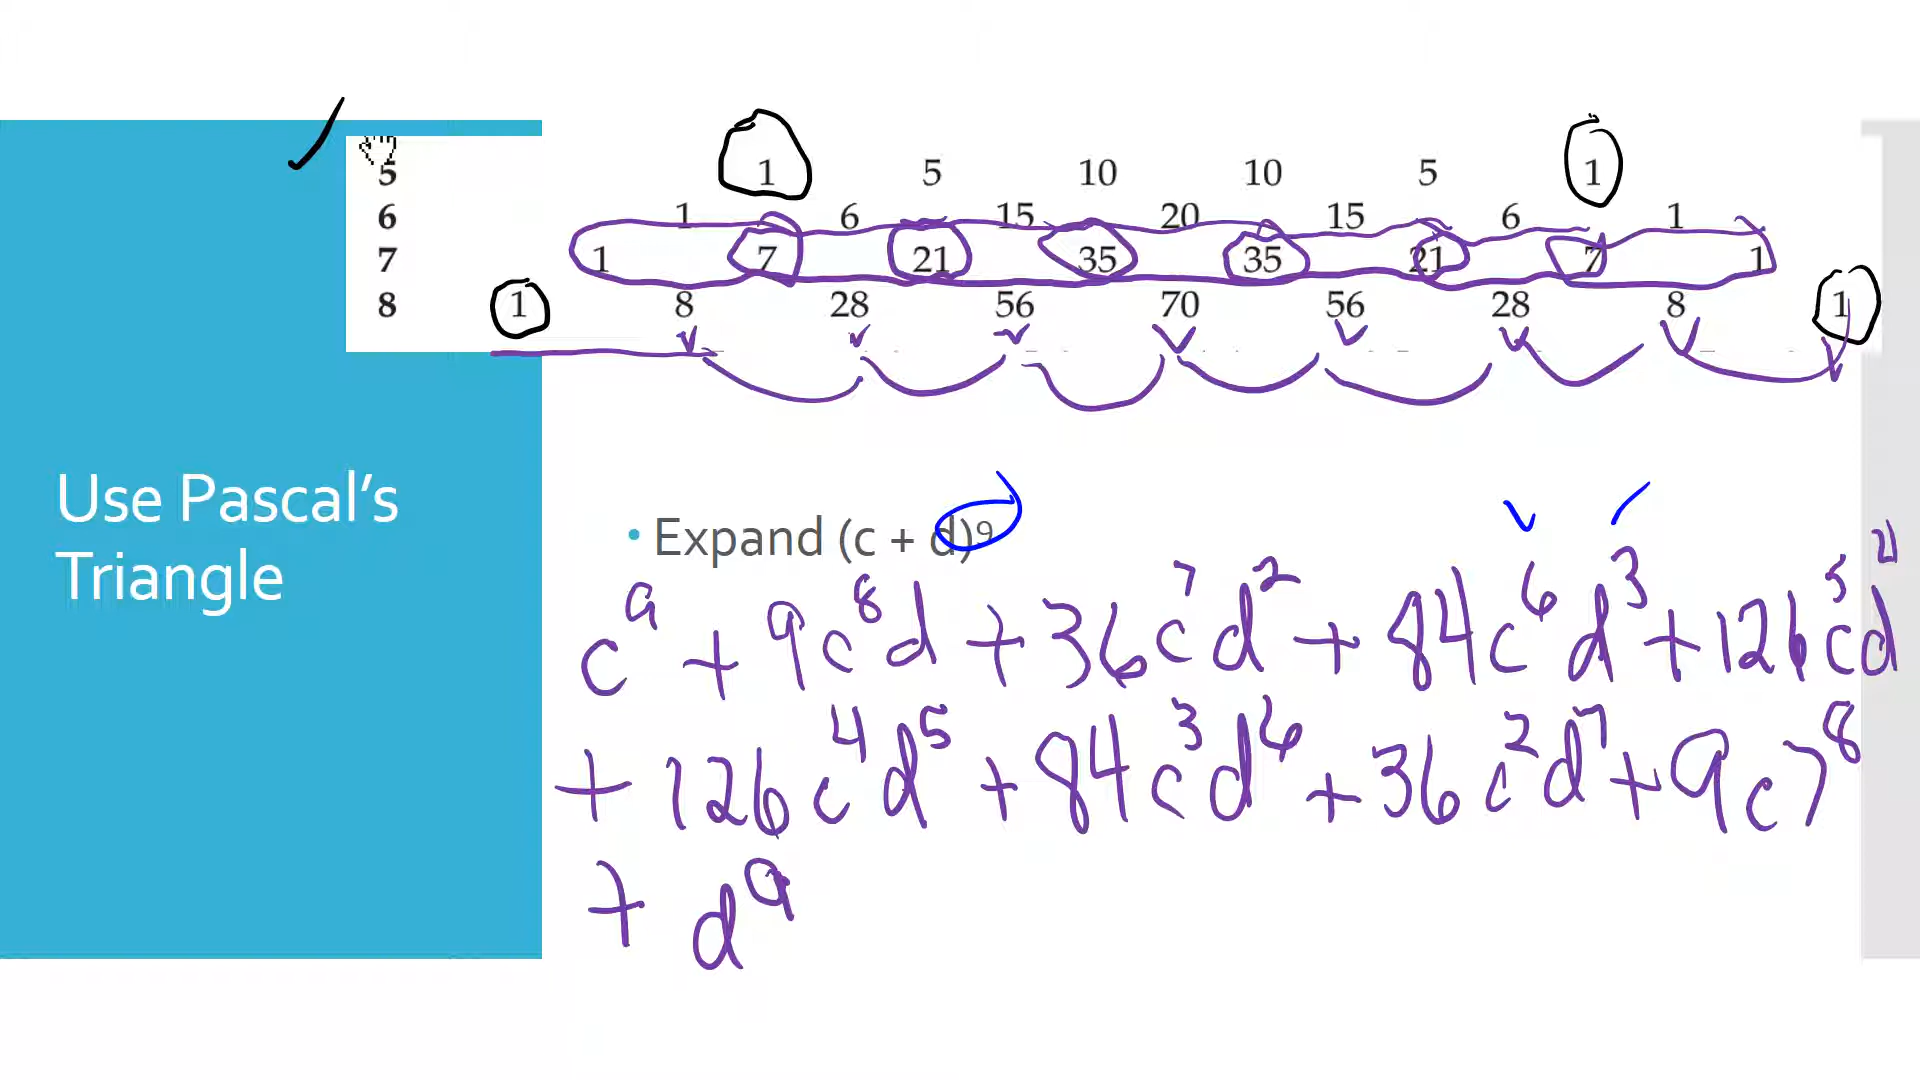 5 1 5 10 10 5 1
6 1 6 15 20 15 6 1
7 1 7 21 35 35 21 7 1
8 1 8 28 56 70 56 28 8 1
Use Pascal's
Triangle
• Expand (c + d)⁹
c⁹ + 9c⁸d + 36c⁷d² + 84c⁶d³ + 126c⁵d⁴
+ 126c⁴d⁵ + 84c³d⁶ + 36c²d⁷ + 9c7⁸
+ d⁹